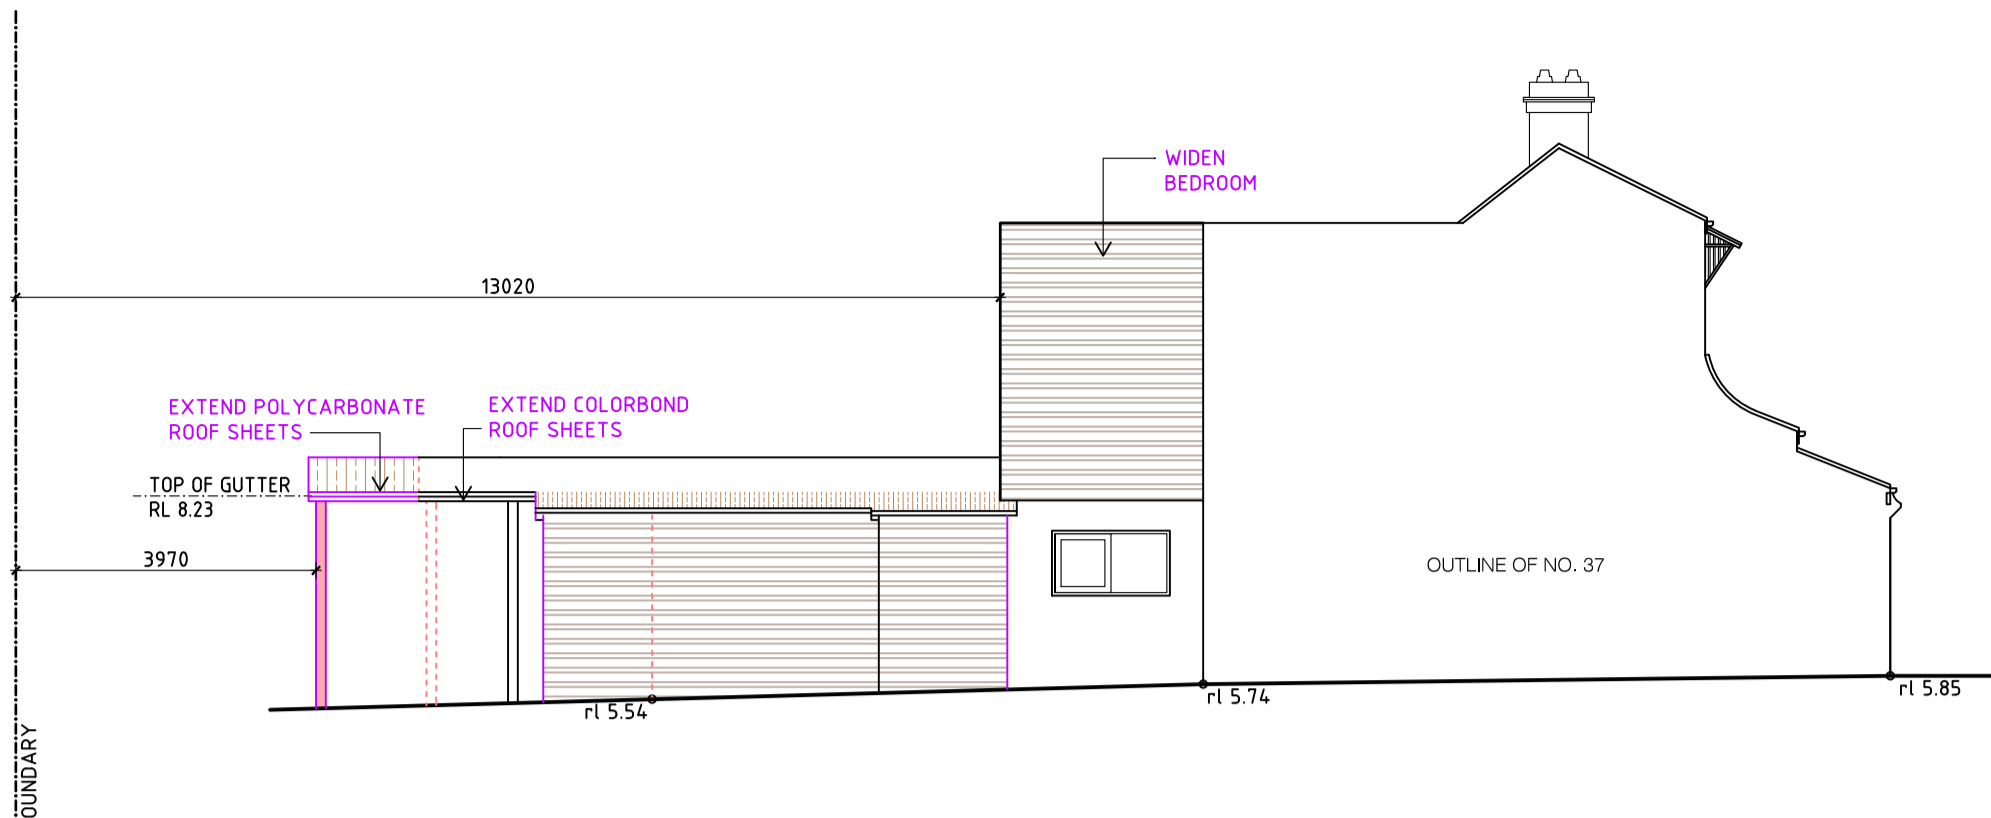 WIDEN
BEDROOM
13020
EXTEND POLYCARBONATE
ROOF SHEETS
EXTEND COLORBOND
ROOF SHEETS
TOP OF GUTTER
RL 8.23
3970
OUTLINE OF NO. 37
rl 5.54
rl 5.74
rl 5.85
OUNDARY